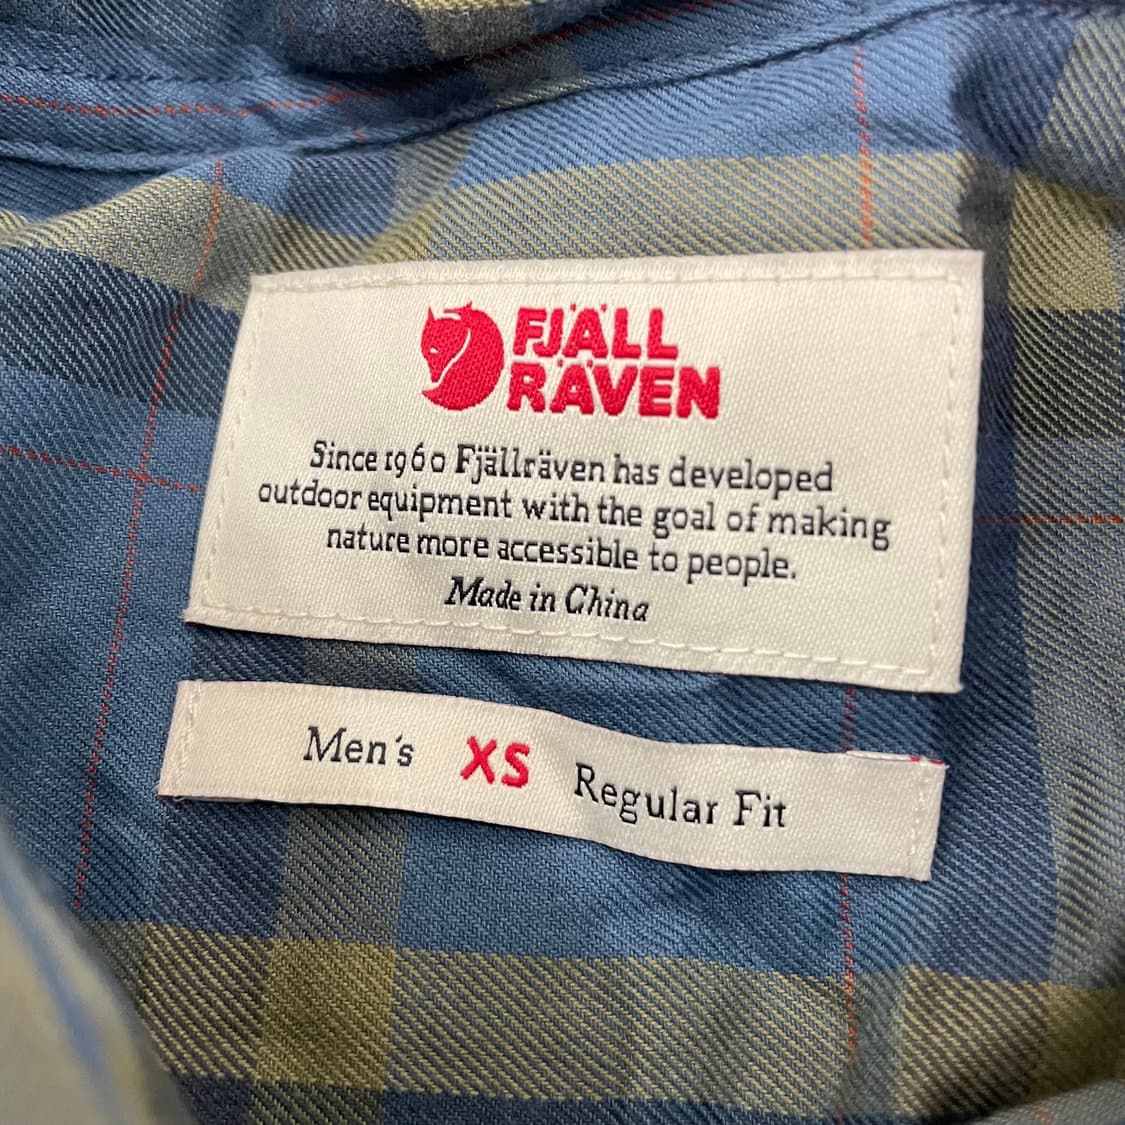 FJÄLL
RÄVEN
Since 1960 Fjällräven has developed
outdoor equipment with the goal of making
nature more accessible to people.
Made in China
Men's XS Regular Fit